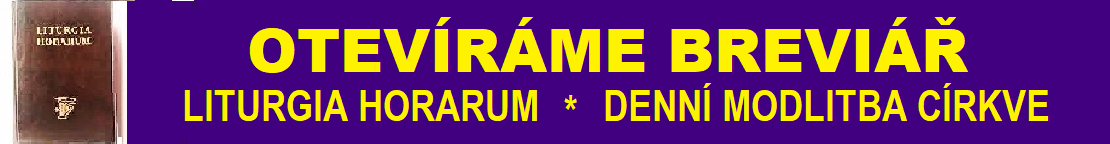 LITURGIA
HORARUM
OTEVÍRÁME BREVIÁŘ
LITURGIA HORARUM * DENNÍ MODLITBA CÍRKVE